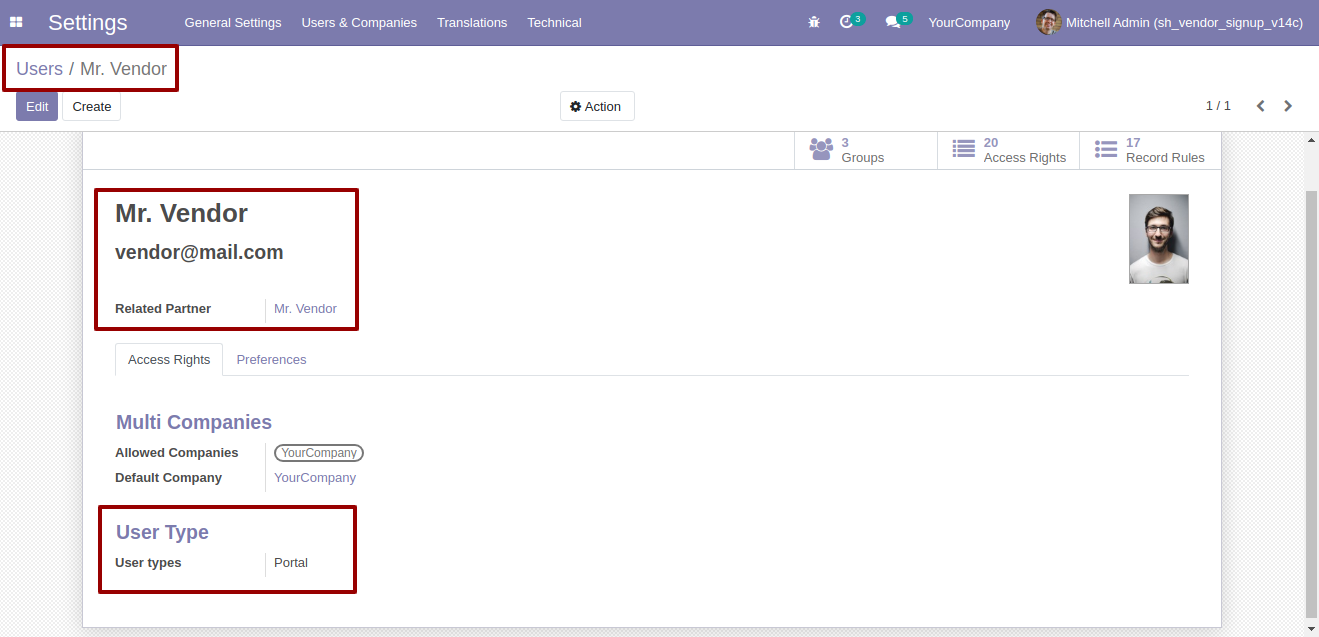 Settings General Settings Users & Companies Translations Technical 3 5 YourCompany Mitchell Admin (sh_vendor_signup_v14c)
Users / Mr. Vendor
Edit Create Action 1 / 1
3 Groups 20 Access Rights 17 Record Rules
Mr. Vendor
vendor@mail.com
Related Partner Mr. Vendor
Access Rights Preferences
Multi Companies
Allowed Companies YourCompany
Default Company YourCompany
User Type
User types Portal